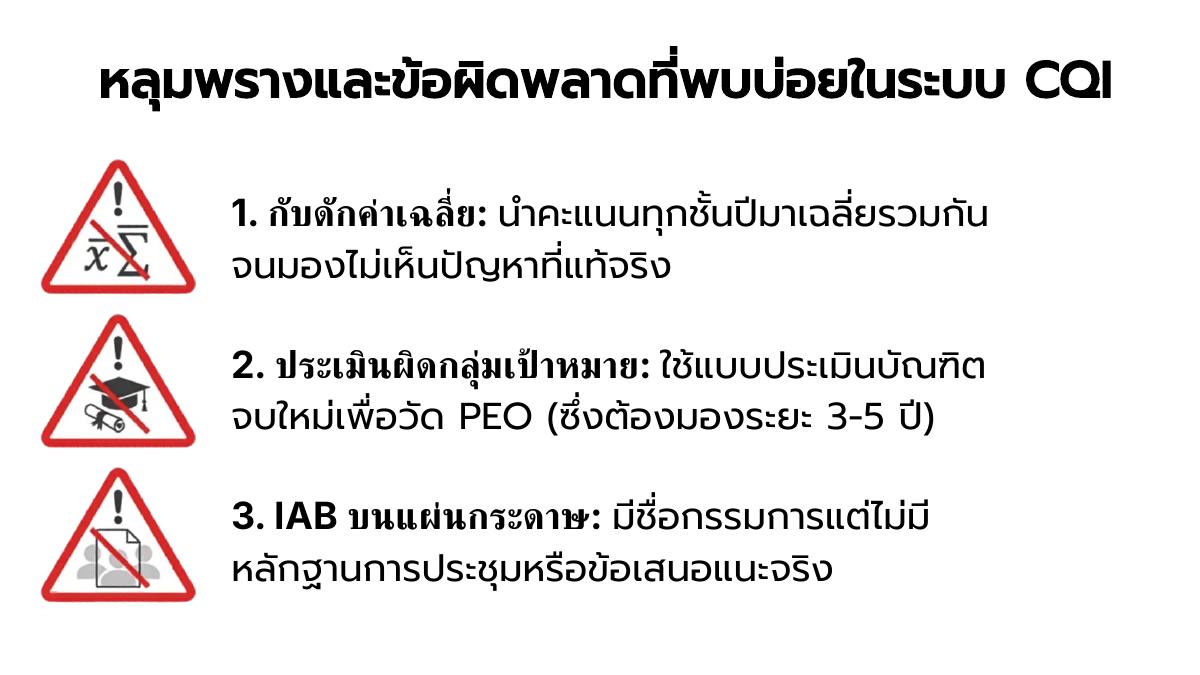 หลุมพรางและข้อผิดพลาดที่พบบ่อยในระบบ CQI
!
x̄ Σ̅
1. กับดักค่าเฉลี่ย: นำคะแนนทุกชั้นปีมาเฉลี่ยรวมกัน
จนมองไม่เห็นปัญหาที่แท้จริง
!
2. ประเมินผิดกลุ่มเป้าหมาย: ใช้แบบประเมินบัณฑิต
จบใหม่เพื่อวัด PEO (ซึ่งต้องมองระยะ 3-5 ปี)
!
3. IAB บนแผ่นกระดาษ: มีชื่อกรรมการแต่ไม่มี
หลักฐานการประชุมหรือข้อเสนอแนะจริง